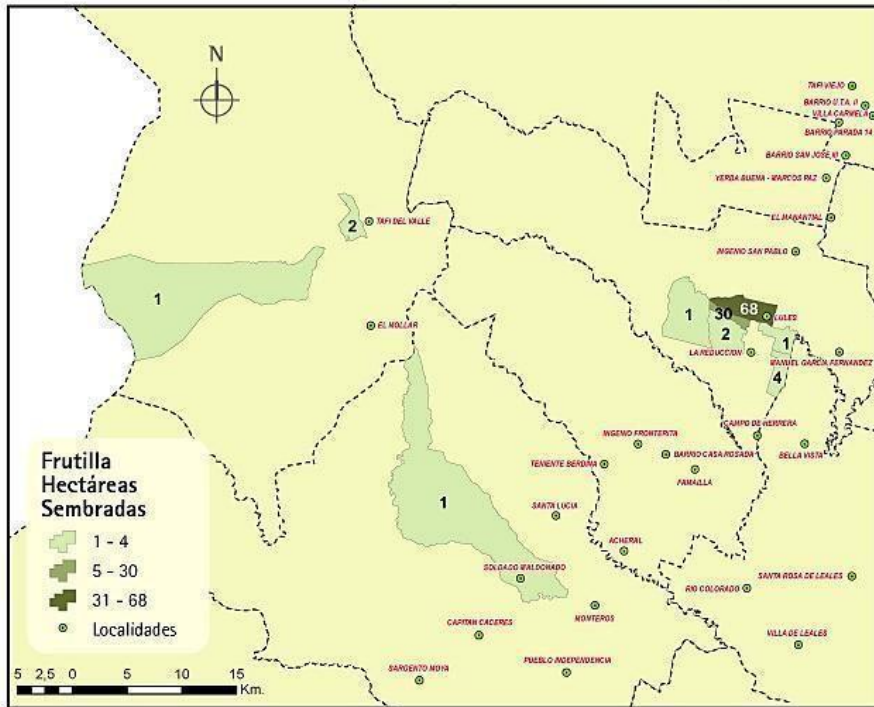 N
TAFI VIEJO
BARRIO U.T.A. II
VILLA CARMELA
BARRIO PARADA 14
BARRIO SAN JOSE III
YERBA BUENA - MARCOS PAZ
EL MANANTIAL
INGENIO SAN PABLO
2
TAFI DEL VALLE
1
EL MOLLAR
1
30
68
LULES
2
LA REDUCCION
1
MANUEL GARCIA FERNANDEZ
4
CAMPO DE HERRERA
INGENIO FRONTERITA
BELLA VISTA
BARRIO CASA ROSADA
TENIENTE BERDINA
FAMAILLA
1
SANTA LUCIA
ACHERAL
SOLDADO MALDONADO
SANTA ROSA DE LEALES
RIO COLORADO
MONTEROS
CAPITAN CACERES
VILLA DE LEALES
PUEBLO INDEPENDENCIA
SARGENTO MOYA
Frutilla
Hectáreas
Sembradas
1 - 4
5 - 30
31 - 68
Localidades
5 2,5 0 5 10 15
Km.